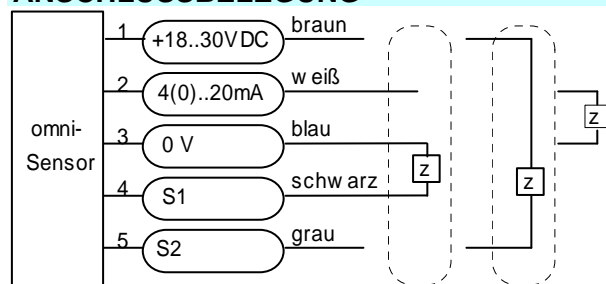 ANSCHLUSSBELEGUNG
1 +18..30VDC braun
2 4(0)..20mA weiß
omni-
Sensor
3 0 V blau
z
z
z
4 S1 schwarz
5 S2 grau